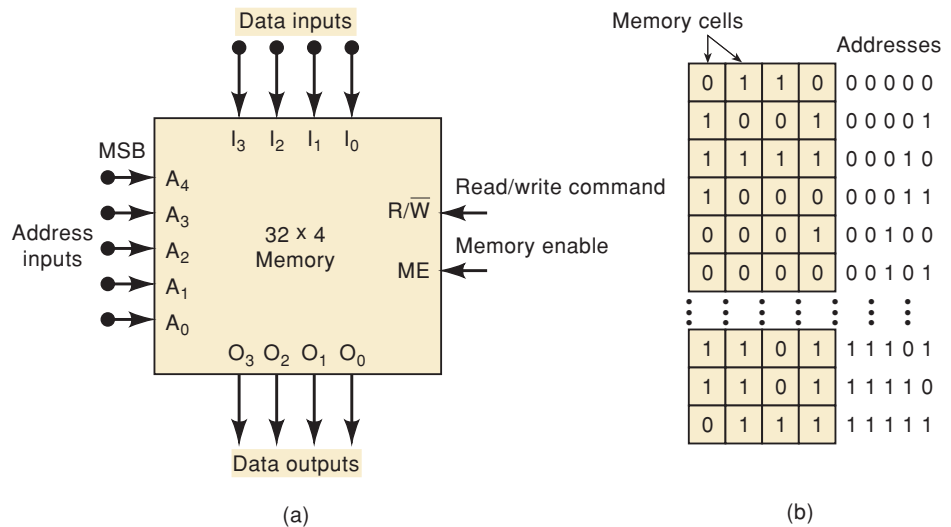 Data inputs
I3 I2 I1 I0
MSB
A4
A3
A2
A1
A0
Address
inputs
32 × 4
Memory
R/W̅
ME
Read/write command
Memory enable
O3 O2 O1 O0
Data outputs
(a)
Memory cells
Addresses
0 1 1 0 0 0 0 0 0
1 0 0 1 0 0 0 0 1
1 1 1 1 0 0 0 1 0
1 0 0 0 0 0 0 1 1
0 0 0 1 0 0 1 0 0
0 0 0 0 0 0 1 0 1
1 1 0 1 1 1 1 0 1
1 1 0 1 1 1 1 1 0
0 1 1 1 1 1 1 1 1
(b)